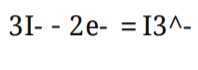 3I- - 2e- = I3^-